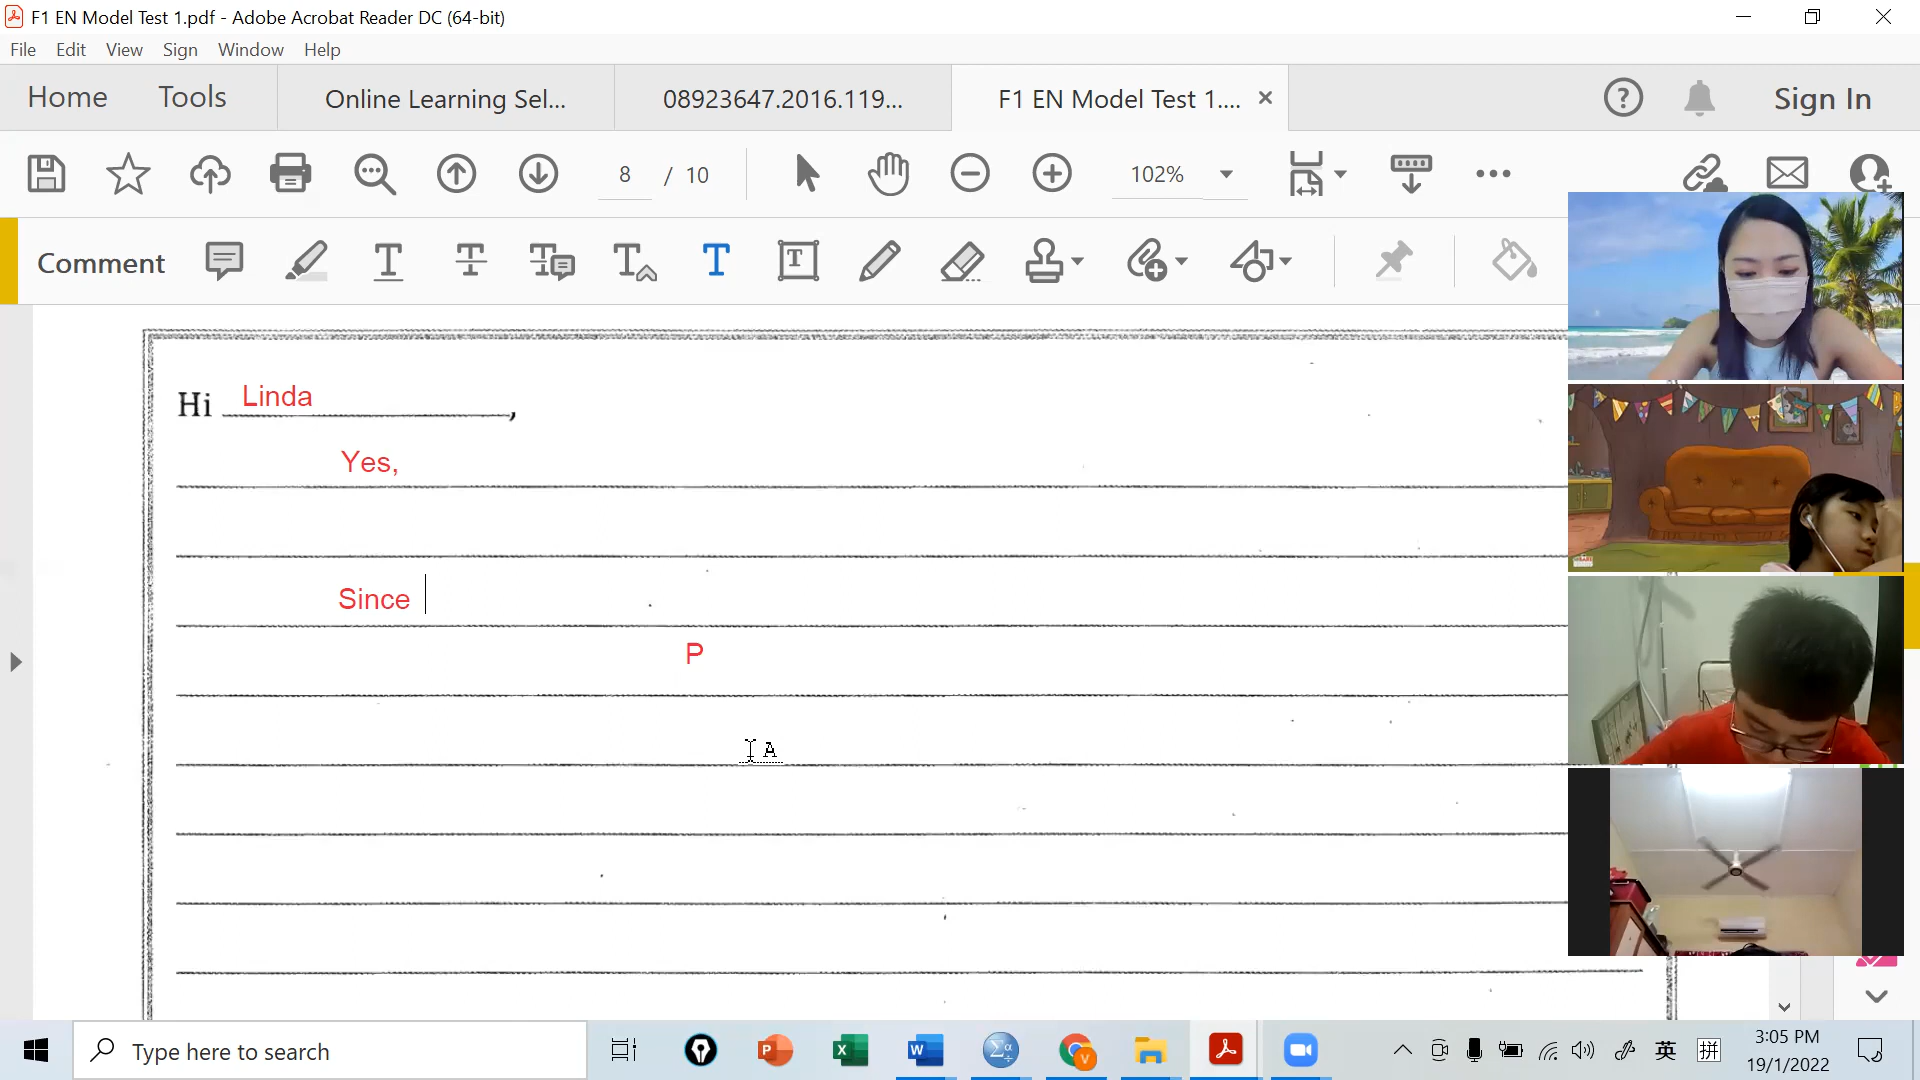 F1 EN Model Test 1.pdf - Adobe Acrobat Reader DC (64-bit)
File Edit View Sign Window Help
Home Tools Online Learning Sel... 08923647.2016.119... F1 EN Model Test 1.... Sign In
8 / 10 102%
Comment
Hi Linda,
Yes,
Since
P
Type here to search
英 拼
3:05 PM
19/1/2022